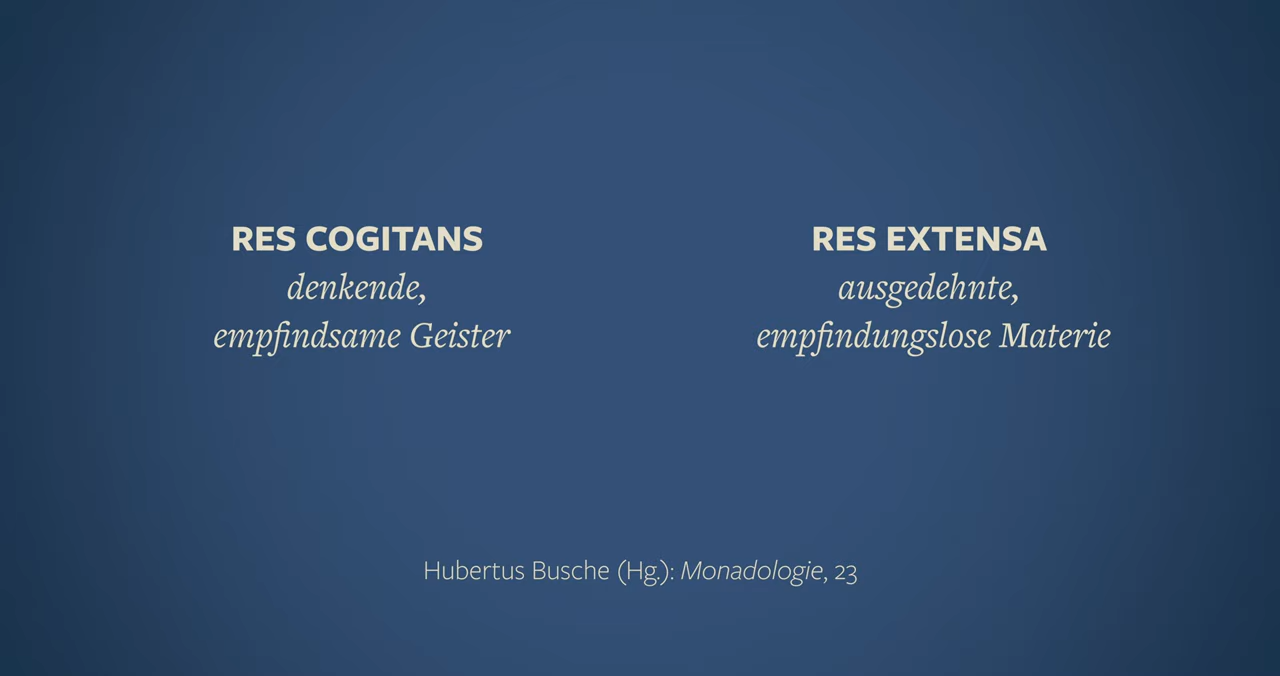 RES COGITANS
denkende,
empfindsame Geister
RES EXTENSA
ausgedehnte,
empfindungslose Materie
Hubertus Busche (Hg.): Monadologie, 23